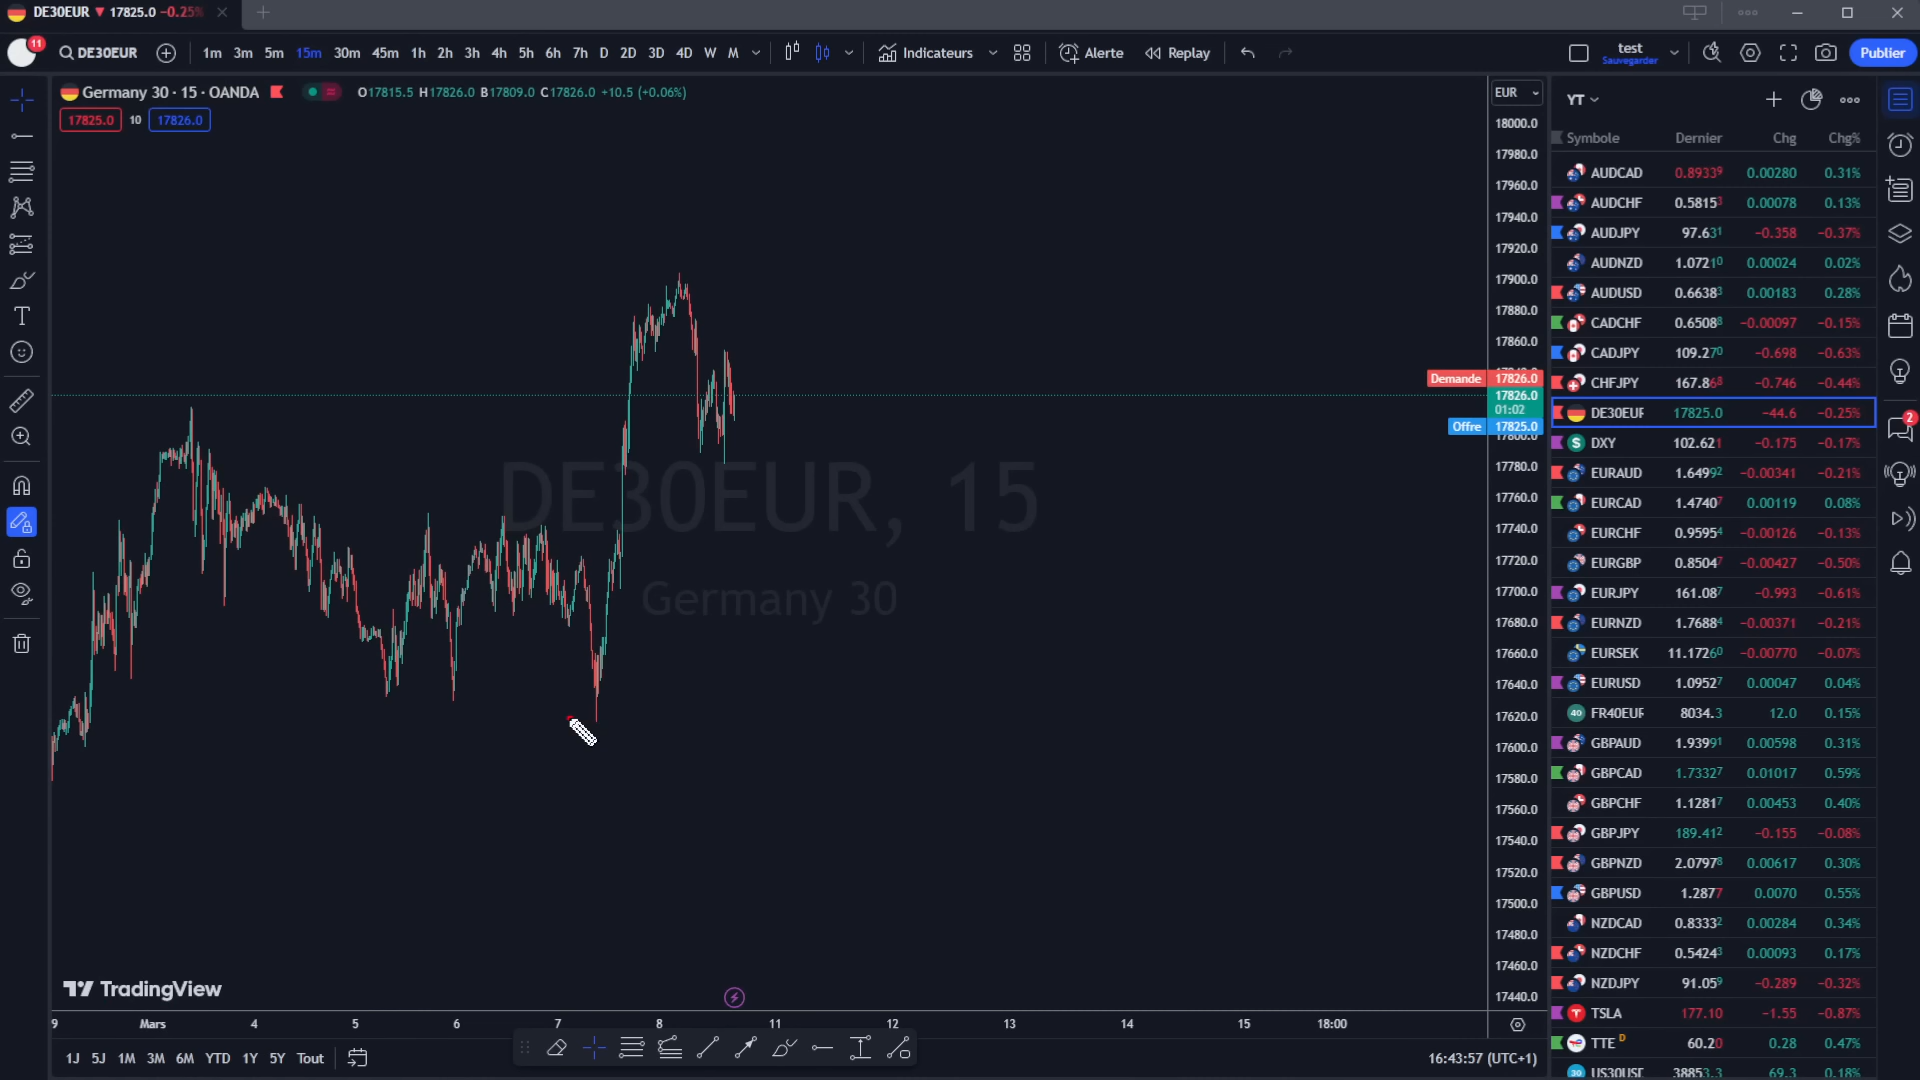 DE30EUR ▼ 17825.0 −0.25%
11 DE30EUR 1m 3m 5m 15m 30m 45m 1h 2h 3h 4h 5h 6h 7h D 2D 3D 4D W M Indicateurs Alerte Replay test Sauvegarder Publier
Germany 30 · 15 · OANDA O17815.5 H17826.0 B17809.0 C17826.0 +10.5 (+0.06%)
17825.0 10 17826.0
EUR
18000.0
17980.0
17960.0
17940.0
17920.0
17900.0
17880.0
17860.0
Demande 17826.0
17826.0
01:02
Offre 17825.0
17800.0
17780.0
17760.0
17740.0
17720.0
17700.0
17680.0
17660.0
17640.0
17620.0
17600.0
17580.0
17560.0
17540.0
17520.0
17500.0
17480.0
17460.0
17440.0
DE30EUR, 15
Germany 30
TradingView
9 Mars 4 5 6 7 8 11 12 13 14 15 18:00
1J 5J 1M 3M 6M YTD 1Y 5Y Tout
16:43:57 (UTC+1)
YT
Symbole Dernier Chg Chg%
AUDCAD 0.89339 0.00280 0.31%
AUDCHF 0.58153 0.00078 0.13%
AUDJPY 97.631 −0.358 −0.37%
AUDNZD 1.07210 0.00024 0.02%
AUDUSD 0.66383 0.00183 0.28%
CADCHF 0.65088 −0.00097 −0.15%
CADJPY 109.270 −0.698 −0.63%
CHFJPY 167.868 −0.746 −0.44%
DE30EUR 17825.0 −44.6 −0.25%
DXY 102.621 −0.175 −0.17%
EURAUD 1.64992 −0.00341 −0.21%
EURCAD 1.47407 0.00119 0.08%
EURCHF 0.95954 −0.00126 −0.13%
EURGBP 0.85047 −0.00427 −0.50%
EURJPY 161.087 −0.993 −0.61%
EURNZD 1.76884 −0.00371 −0.21%
EURSEK 11.17260 −0.00770 −0.07%
EURUSD 1.09527 0.00047 0.04%
40 FR40EUR 8034.3 12.0 0.15%
GBPAUD 1.93991 0.00598 0.31%
GBPCAD 1.73327 0.01017 0.59%
GBPCHF 1.12817 0.00453 0.40%
GBPJPY 189.412 −0.155 −0.08%
GBPNZD 2.07978 0.00617 0.30%
GBPUSD 1.2877 0.0070 0.55%
NZDCAD 0.83332 0.00284 0.34%
NZDCHF 0.54243 0.00093 0.17%
NZDJPY 91.059 −0.289 −0.32%
TSLA 177.10 −1.55 −0.87%
TTE D 60.20 0.28 0.47%
30 US30USD 38853.3 69.3 0.18%
2